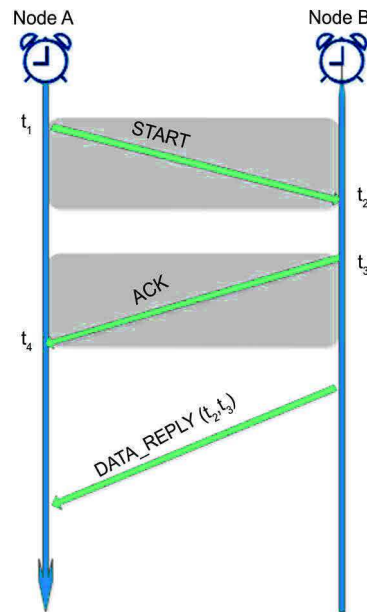 Node A
Node B
t₁
START
t₂
t₃
ACK
t₄
DATA_REPLY (t₂,t₃)